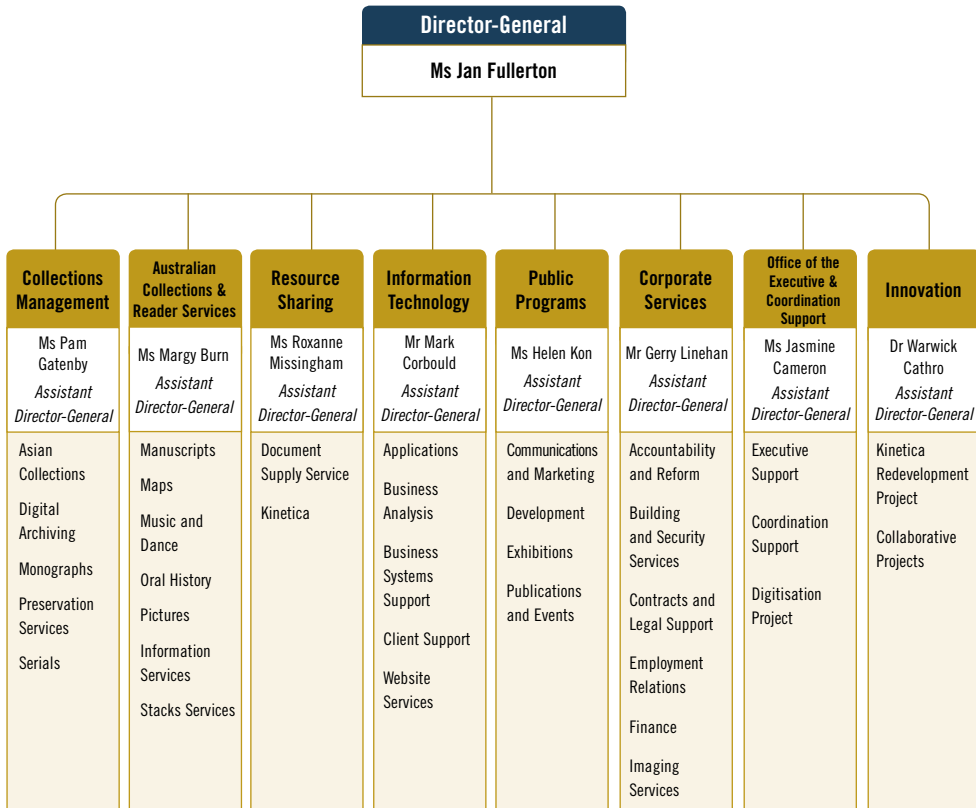 Director-General
Ms Jan Fullerton
Collections
Management
Ms Pam
Gatenby
Assistant
Director-General
Asian
Collections
Digital
Archiving
Monographs
Preservation
Services
Serials
Australian
Collections &
Reader Services
Ms Margy Burn
Assistant
Director-General
Manuscripts
Maps
Music and
Dance
Oral History
Pictures
Information
Services
Stacks Services
Resource
Sharing
Ms Roxanne
Missingham
Assistant
Director-General
Document
Supply Service
Kinetica
Information
Technology
Mr Mark
Corbould
Assistant
Director-General
Applications
Business
Analysis
Business
Systems
Support
Client Support
Website
Services
Public
Programs
Ms Helen Kon
Assistant
Director-General
Communications
and Marketing
Development
Exhibitions
Publications
and Events
Corporate
Services
Mr Gerry Linehan
Assistant
Director-General
Accountability
and Reform
Building
and Security
Services
Contracts and
Legal Support
Employment
Relations
Finance
Imaging
Services
Office of the
Executive &
Coordination
Support
Ms Jasmine
Cameron
Assistant
Director-General
Executive
Support
Coordination
Support
Digitisation
Project
Innovation
Dr Warwick
Cathro
Assistant
Director-General
Kinetica
Redevelopment
Project
Collaborative
Projects